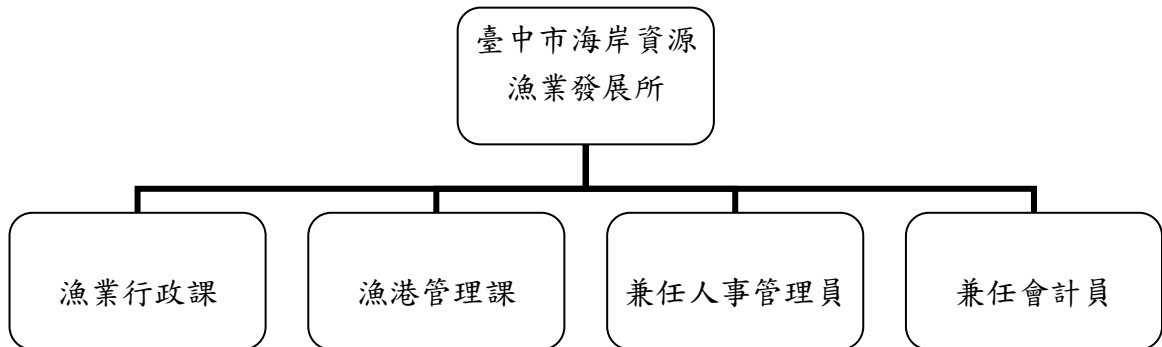 臺中市海岸資源
漁業發展所
漁業行政課
漁港管理課
兼任人事管理員
兼任會計員